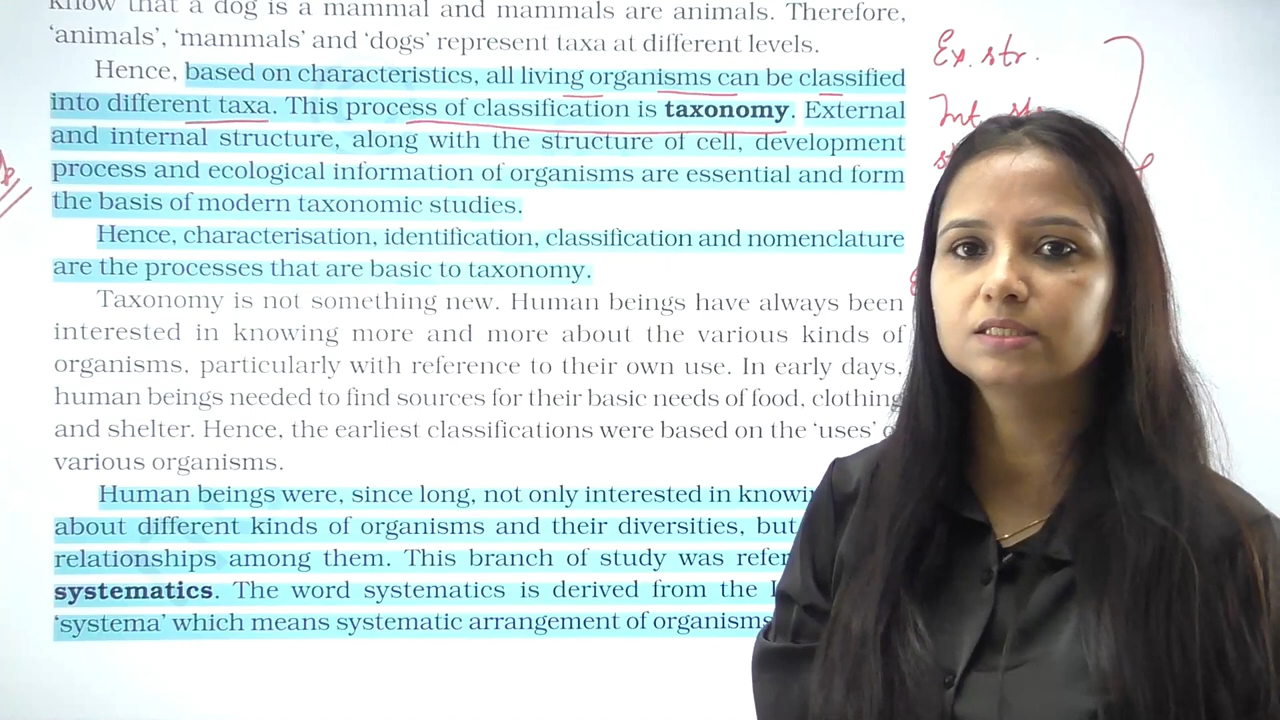 know that a dog is a mammal and mammals are animals. Therefore,
‘animals’, ‘mammals’ and ‘dogs’ represent taxa at different levels.
Hence, based on characteristics, all living organisms can be classified
into different taxa. This process of classification is taxonomy. External
and internal structure, along with the structure of cell, development
process and ecological information of organisms are essential and form
the basis of modern taxonomic studies.
Hence, characterisation, identification, classification and nomenclature
are the processes that are basic to taxonomy.
Taxonomy is not something new. Human beings have always been
interested in knowing more and more about the various kinds of
organisms, particularly with reference to their own use. In early days,
human beings needed to find sources for their basic needs of food, clothing
and shelter. Hence, the earliest classifications were based on the ‘uses’
various organisms.
Human beings were, since long, not only interested in
about different kinds of organisms and their diversities, but
relationships among them. This branch of study was
systematics. The word systematics is derived from the
‘systema’ which means systematic arrangement of organisms
Ex. str.
Int.